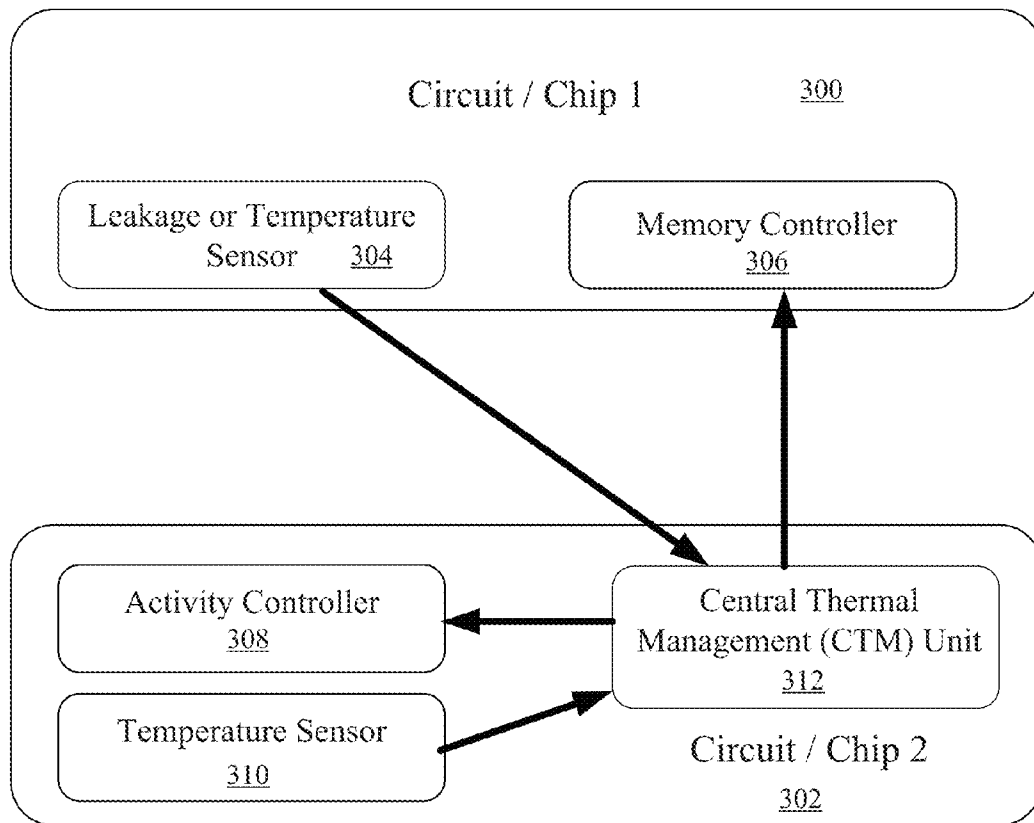 Circuit / Chip 1 300
Leakage or Temperature
Sensor 304
Memory Controller
306
Activity Controller
308
Central Thermal
Management (CTM) Unit
312
Temperature Sensor
310
Circuit / Chip 2
302